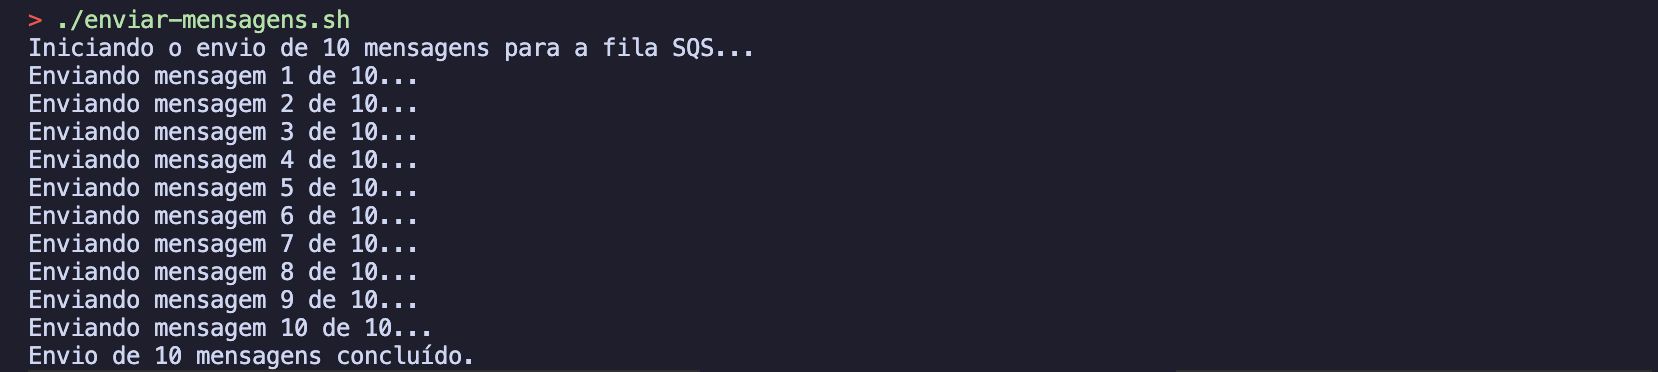 > ./enviar-mensagens.sh
Iniciando o envio de 10 mensagens para a fila SQS...
Enviando mensagem 1 de 10...
Enviando mensagem 2 de 10...
Enviando mensagem 3 de 10...
Enviando mensagem 4 de 10...
Enviando mensagem 5 de 10...
Enviando mensagem 6 de 10...
Enviando mensagem 7 de 10...
Enviando mensagem 8 de 10...
Enviando mensagem 9 de 10...
Enviando mensagem 10 de 10...
Envio de 10 mensagens concluído.